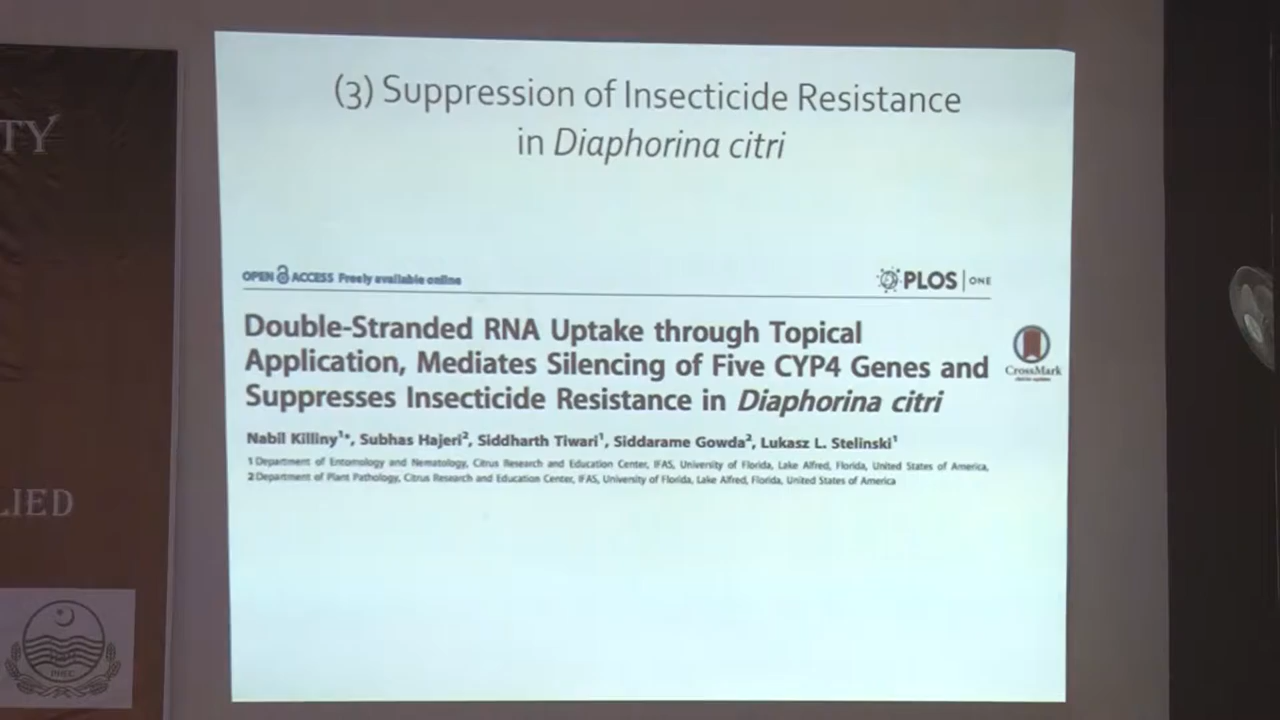 TY
LIED
PHEC
(3) Suppression of Insecticide Resistance
in Diaphorina citri
OPEN ACCESS Freely available online
PLOS | ONE
Double-Stranded RNA Uptake through Topical
Application, Mediates Silencing of Five CYP4 Genes and
Suppresses Insecticide Resistance in Diaphorina citri
CrossMark
Nabil Killiny1*, Subhas Hajeri2, Siddharth Tiwari1, Siddarame Gowda2, Lukasz L. Stelinski1
1 Department of Entomology and Nematology, Citrus Research and Education Center, IFAS, University of Florida, Lake Alfred, Florida, United States of America,
2 Department of Plant Pathology, Citrus Research and Education Center, IFAS, University of Florida, Lake Alfred, Florida, United States of America